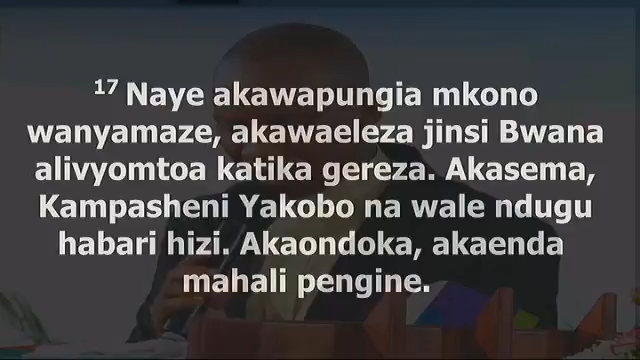 17 Naye akawapungia mkono
wanyamaze, akawaeleza jinsi Bwana
alivyomtoa katika gereza. Akasema,
Kampasheni Yakobo na wale ndugu
habari hizi. Akaondoka, akaenda
mahali pengine.